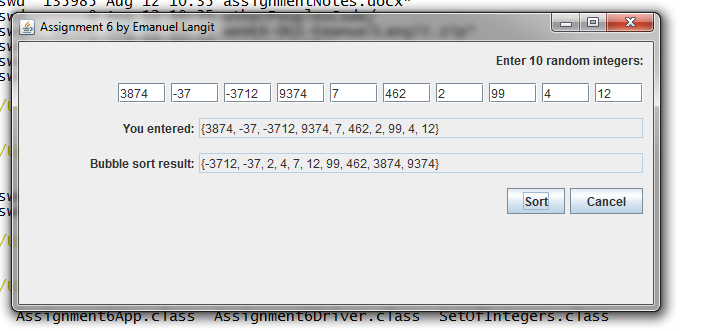 swd 135985 Aug 12 10:35 assignmentNotes.docx*
Assignment 6 by Emanuel Langit
Enter 10 random integers:
3874 -37 -3712 9374 7 462 2 99 4 12
You entered: {3874, -37, -3712, 9374, 7, 462, 2, 99, 4, 12}
Bubble sort result: {-3712, -37, 2, 4, 7, 12, 99, 462, 3874, 9374}
Sort Cancel
Assignment6App.class Assignment6Driver.class SetOfIntegers.class